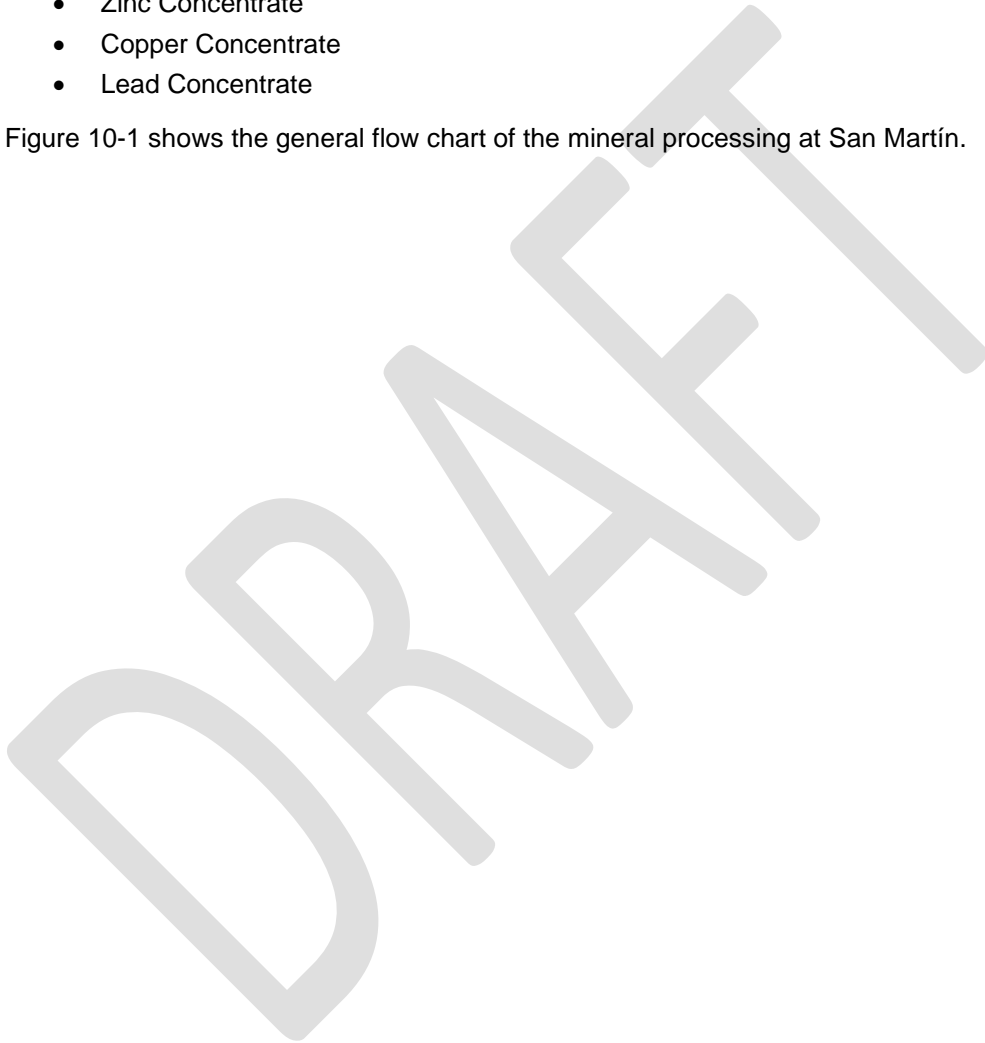 • Zinc Concentrate
• Copper Concentrate
• Lead Concentrate
Figure 10-1 shows the general flow chart of the mineral processing at San Martín.
DRAFT